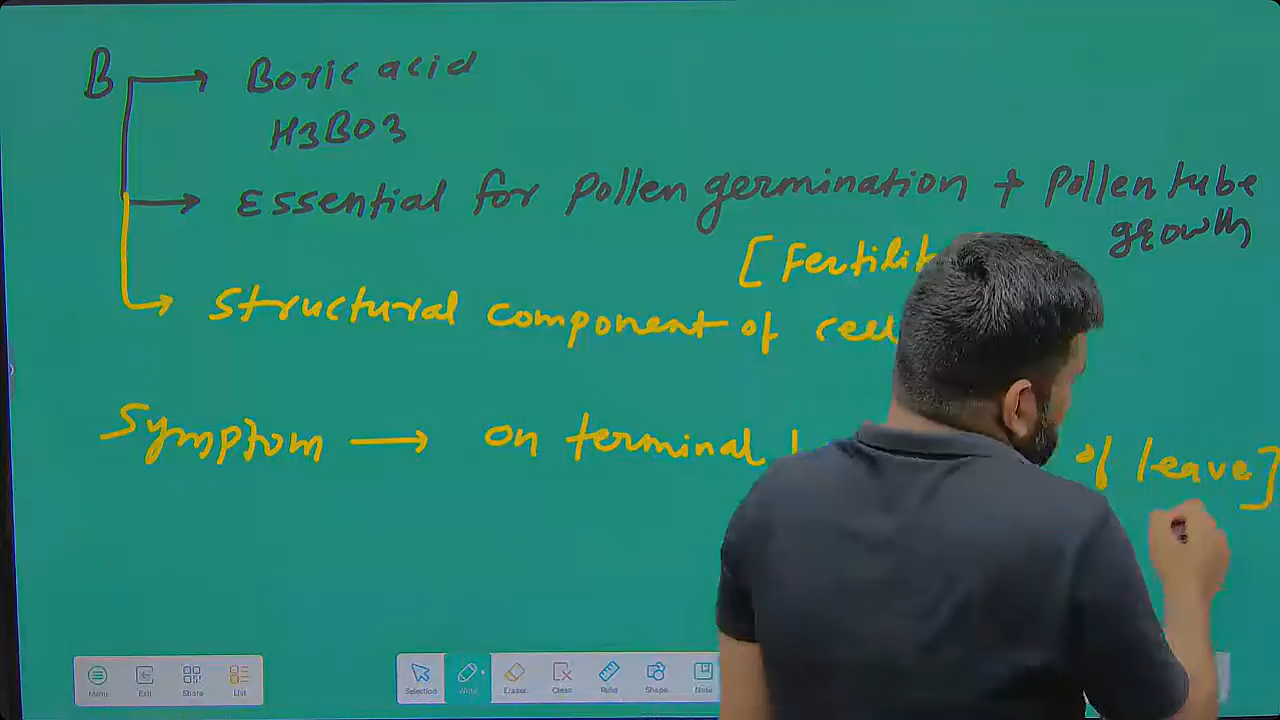 B → Boric acid
H3BO3
→ Essential for pollen germination + pollen tube
growth
[Fertilit
→ Structural component of cell
Symptom → on terminal of leave]
Menu Exit Share List
Selection Write Eraser Clean Ruler Shape Note